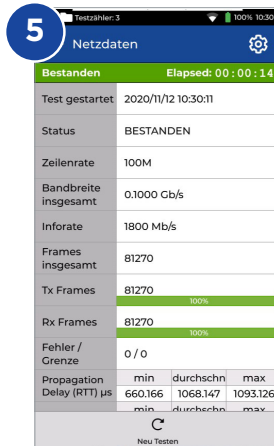 5
Testzähler: 3 100% 10:30
Netzdaten
Bestanden Elapsed: 00:00:14
Test gestartet 2020/11/12 10:30:11
Status BESTANDEN
Zeilenrate 100M
Bandbreite
insgesamt 0.1000 Gb/s
Inforate 1800 Mb/s
Frames
insgesamt 81270
Tx Frames 81270
100%
Rx Frames 81270
100%
Fehler /
Grenze 0 / 0
Propagation min durchschn max
Delay (RTT) µs 660.166 1068.147 1093.126
min durchschn max
Neu Testen